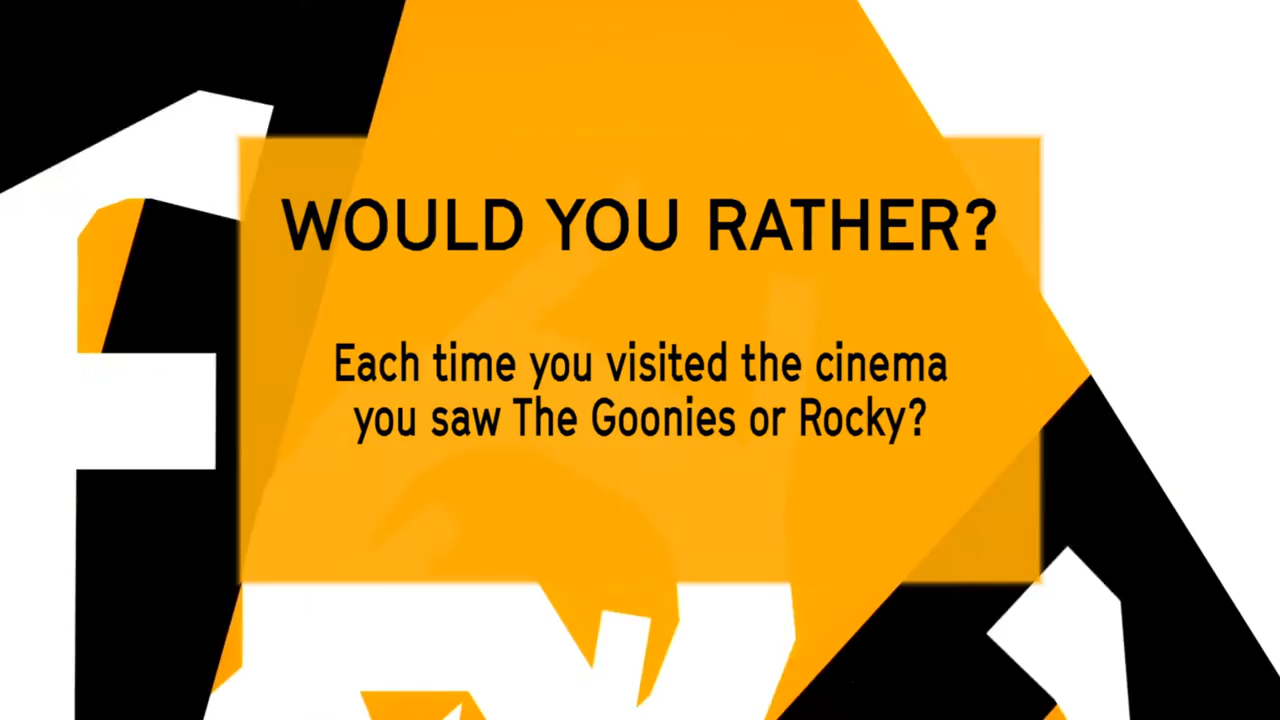 WOULD YOU RATHER?
Each time you visited the cinema
you saw The Goonies or Rocky?